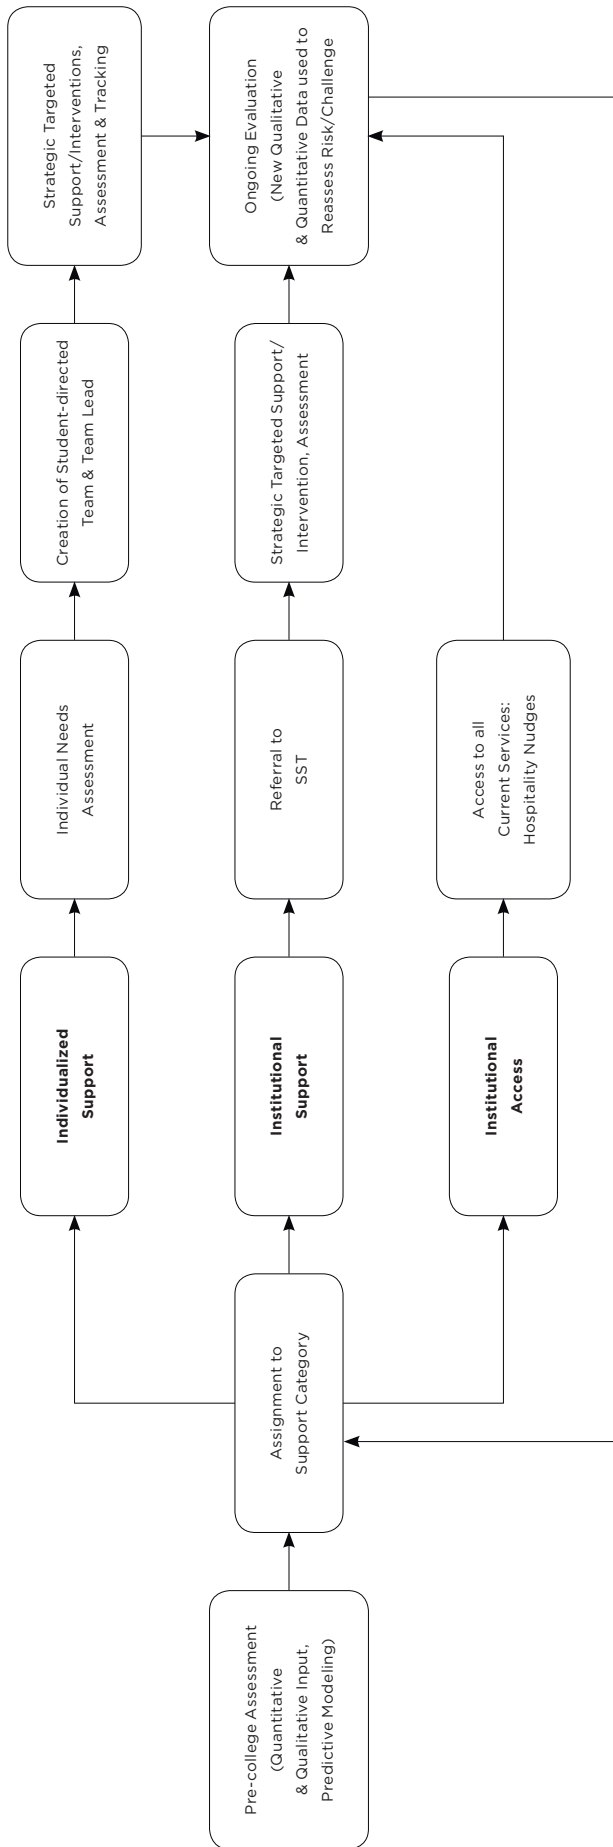 Pre-college Assessment
(Quantitative
& Qualitative Input,
Predictive Modeling)
Assignment to
Support Category
Individualized
Support
Individual Needs
Assessment
Creation of Student-directed
Team & Team Lead
Strategic Targeted
Support/Interventions,
Assessment & Tracking
Institutional
Support
Referral to
SST
Strategic Targeted Support/
Intervention, Assessment
Ongoing Evaluation
(New Qualitative
& Quantitative Data used to
Reassess Risk/Challenge
Institutional
Access
Access to all
Current Services:
Hospitality Nudges